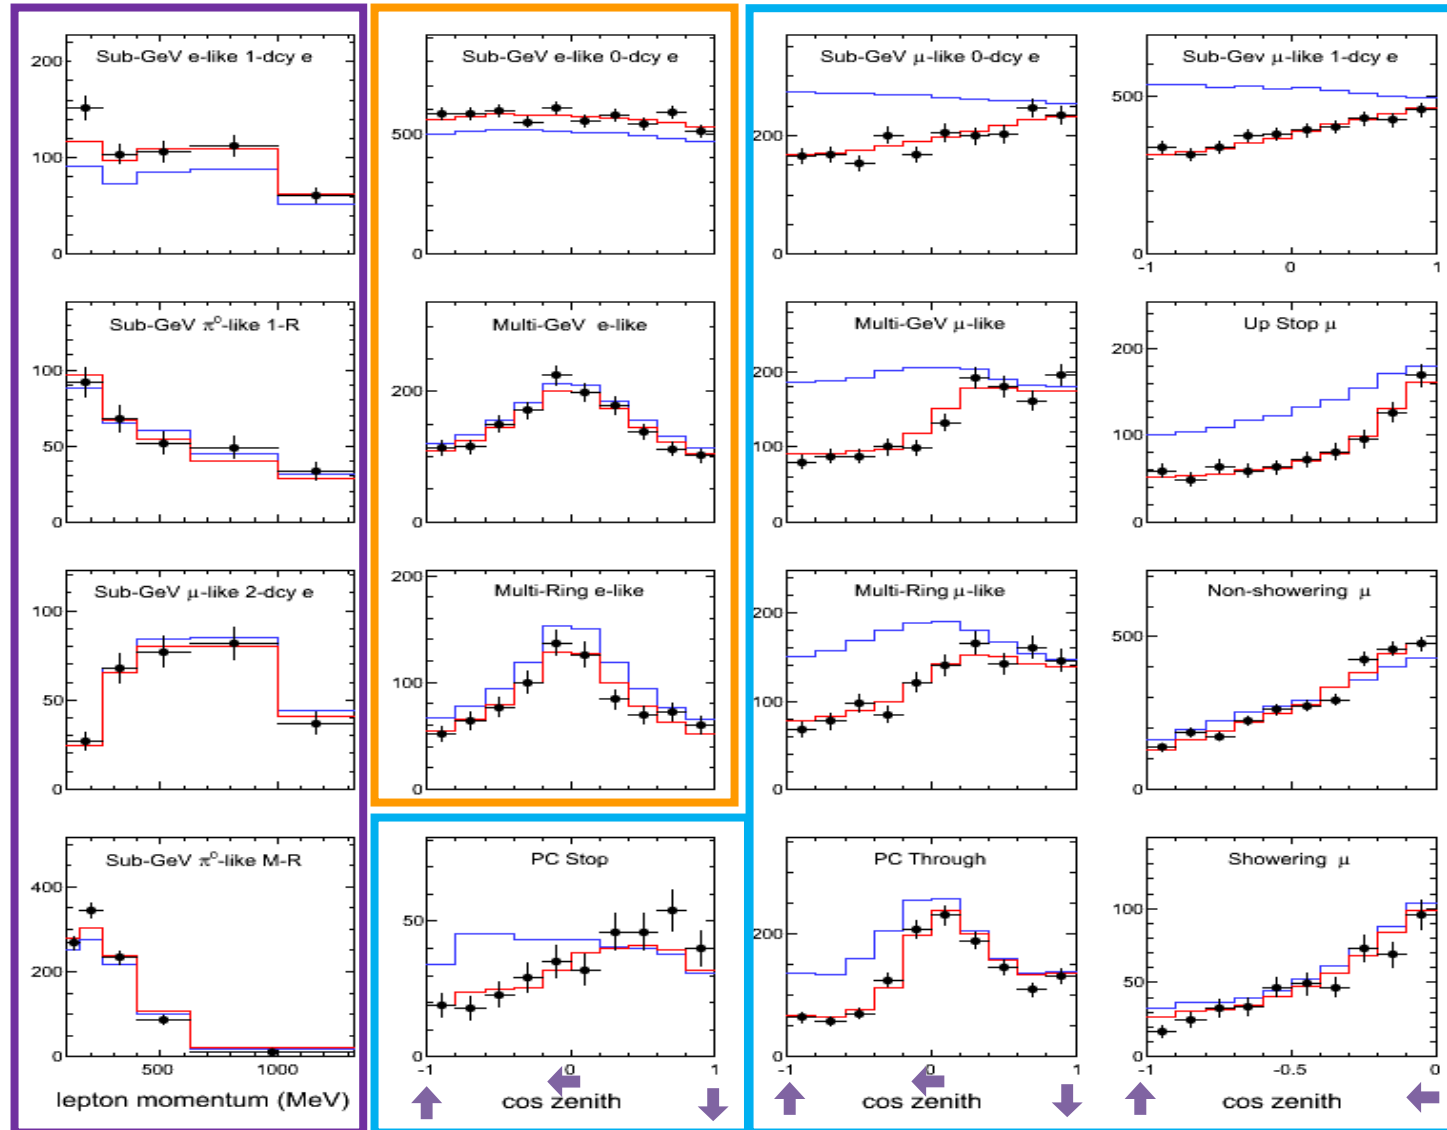 Sub-GeV e-like 1-dcy e
200
100
0
Sub-GeV e-like 0-dcy e
500
0
Sub-GeV μ-like 0-dcy e
200
0
Sub-Gev μ-like 1-dcy e
500
0
-1 0 1
Sub-GeV π⁰-like 1-R
100
50
0
Multi-GeV e-like
200
0
Multi-GeV μ-like
200
100
0
Up Stop μ
200
100
0
Sub-GeV μ-like 2-dcy e
100
50
0
Multi-Ring e-like
200
100
0
Multi-Ring μ-like
200
100
0
Non-showering μ
500
0
Sub-GeV π⁰-like M-R
400
200
0
500 1000
lepton momentum (MeV)
PC Stop
50
0
-1 0 1
cos zenith
PC Through
200
0
-1 0 1
cos zenith
Showering μ
100
50
0
-1 -0.5 0
cos zenith